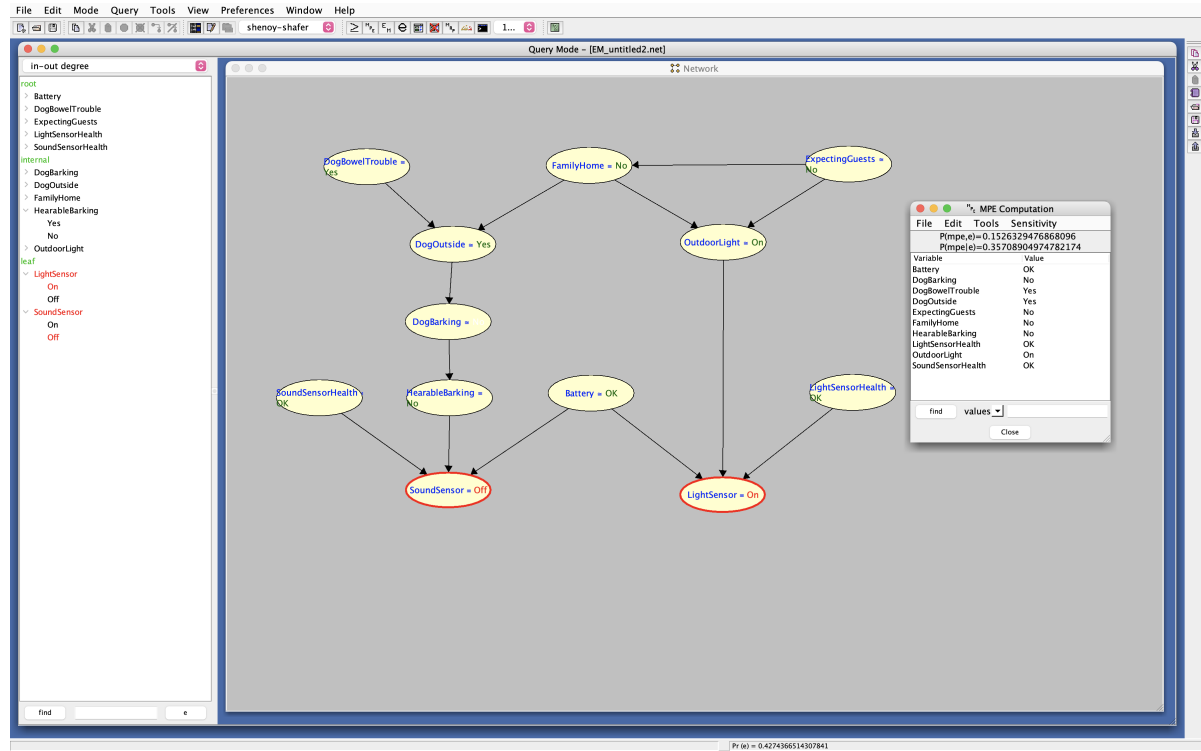 File Edit Mode Query Tools View Preferences Window Help
shenoy-shafer 1...
Query Mode - [EM_untitled2.net]
in-out degree
root
Battery
DogBowelTrouble
ExpectingGuests
LightSensorHealth
SoundSensorHealth
internal
DogBarking
DogOutside
FamilyHome
HearableBarking
Yes
No
OutdoorLight
leaf
LightSensor
On
Off
SoundSensor
On
Off
find e
Network
DogBowelTrouble =
Yes
FamilyHome = No
ExpectingGuests =
No
DogOutside = Yes
OutdoorLight = On
DogBarking =
SoundSensorHealth
OK
HearableBarking =
No
Battery = OK
LightSensorHealth =
OK
SoundSensor = Off
LightSensor = On
MPE Computation
File Edit Tools Sensitivity
P(mpe,e)=0.1526329476868096
P(mpe|e)=0.35708904974782174
Variable Value
Battery OK
DogBarking No
DogBowelTrouble Yes
DogOutside Yes
ExpectingGuests No
FamilyHome No
HearableBarking No
LightSensorHealth OK
OutdoorLight On
SoundSensorHealth OK
find values
Close
Pr (e) = 0.4274366514307841